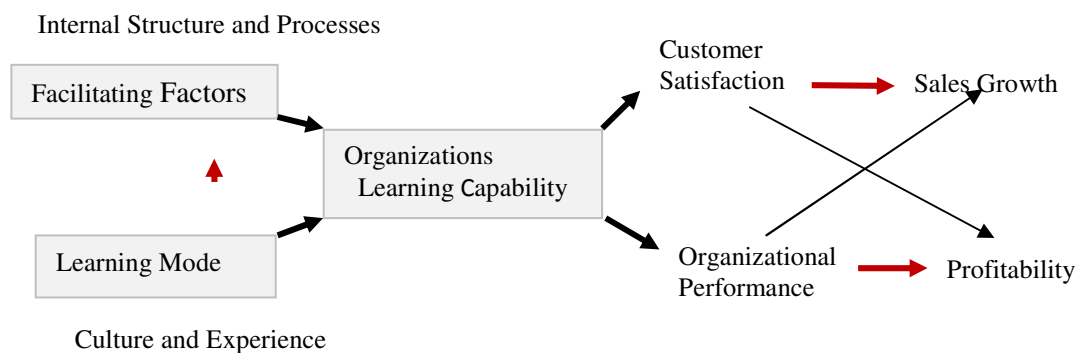 Internal Structure and Processes
Facilitating Factors
Learning Mode
Culture and Experience
Organizations
Learning Capability
Customer
Satisfaction
Sales Growth
Organizational
Performance
Profitability